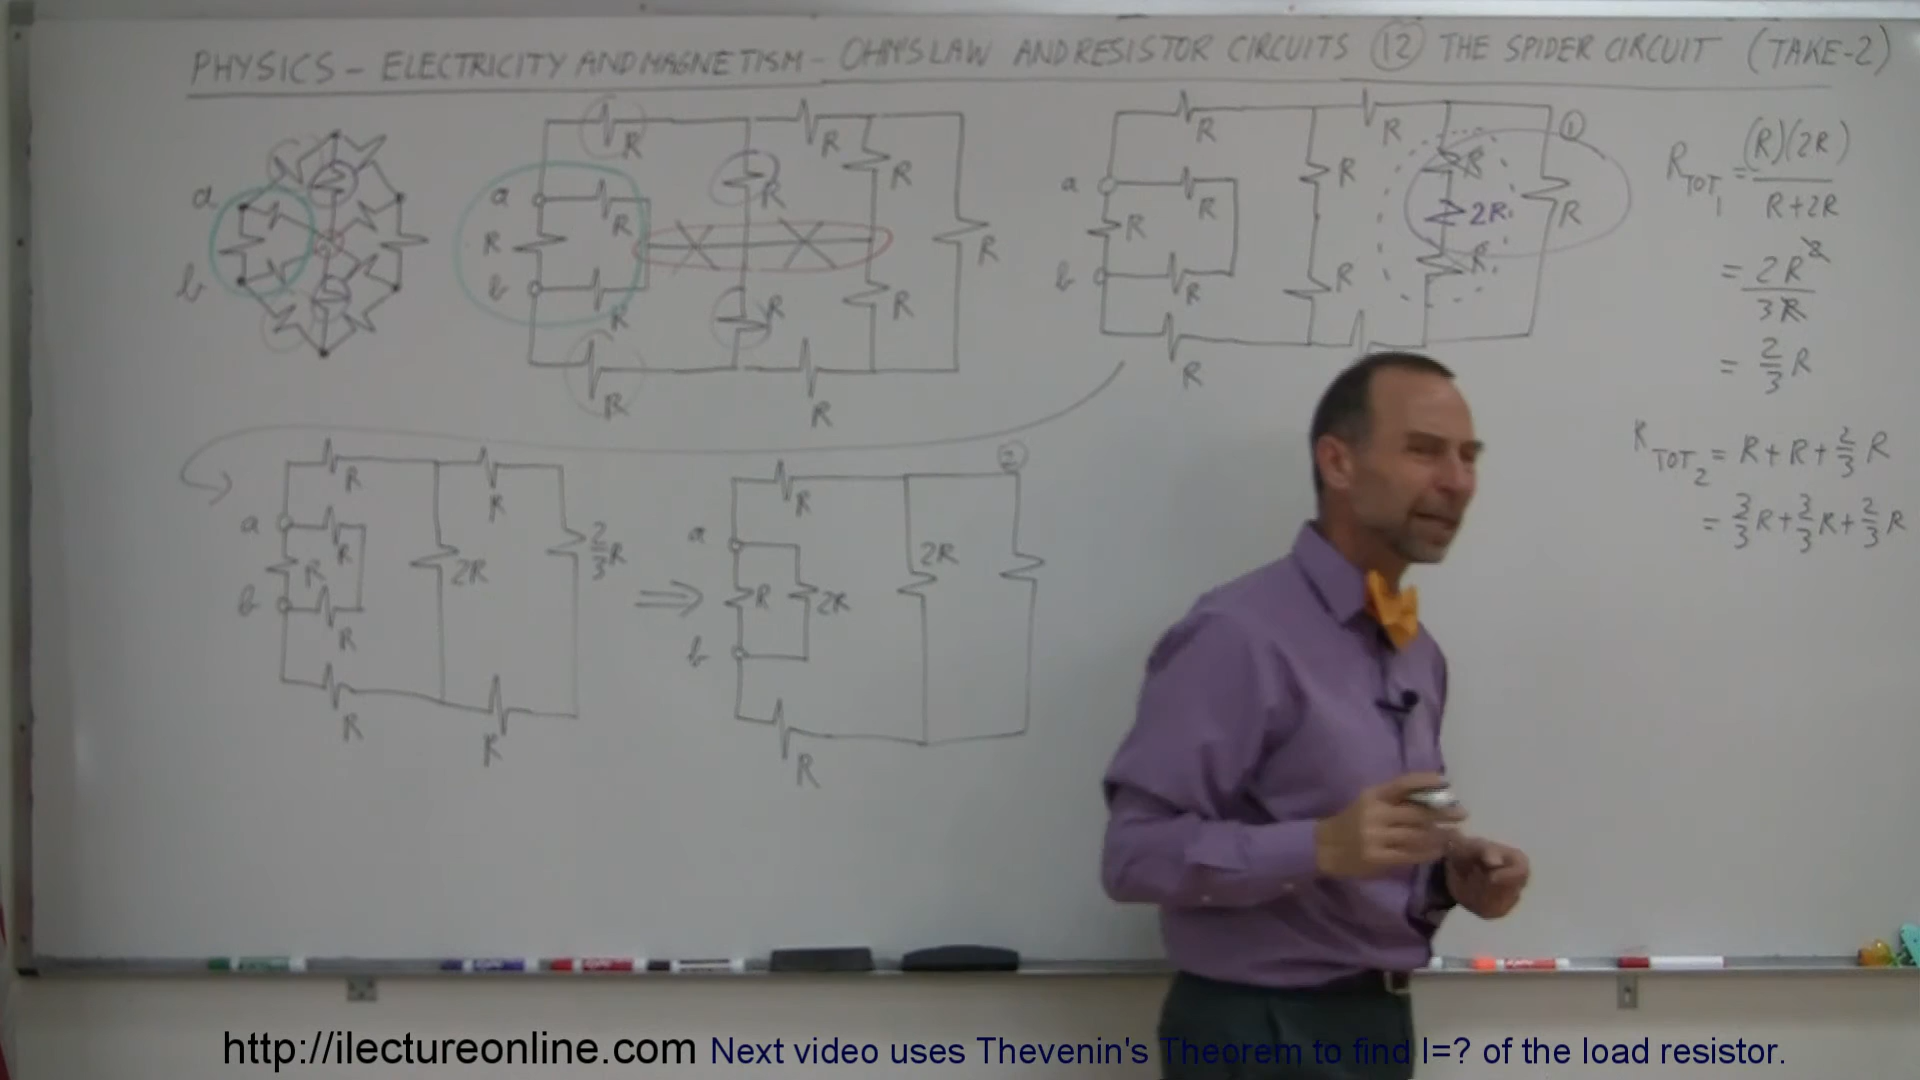 PHYSICS - ELECTRICITY AND MAGNETISM - OHM'S LAW AND RESISTOR CIRCUITS (12) THE SPIDER CIRCUIT (TAKE-2)
a
b
R
R
R
a
R
R
R
R
b
R
R
R
R
R
R
R
a
R
R
R
b
R
R
R
R
2R
R
R
1
R_TOT1 = (R)(2R) / R+2R
= 2R² / 3R
= 2/3 R
R_TOT2 = R + R + 2/3 R
= 3/3 R + 3/3 R + 2/3 R
R
R
a
R
R
b
R
2R
2/3 R
R
R
⇒
2
R
a
R
2R
b
2R
R
http://ilectureonline.com Next video uses Thevenin's Theorem to find I=? of the load resistor.